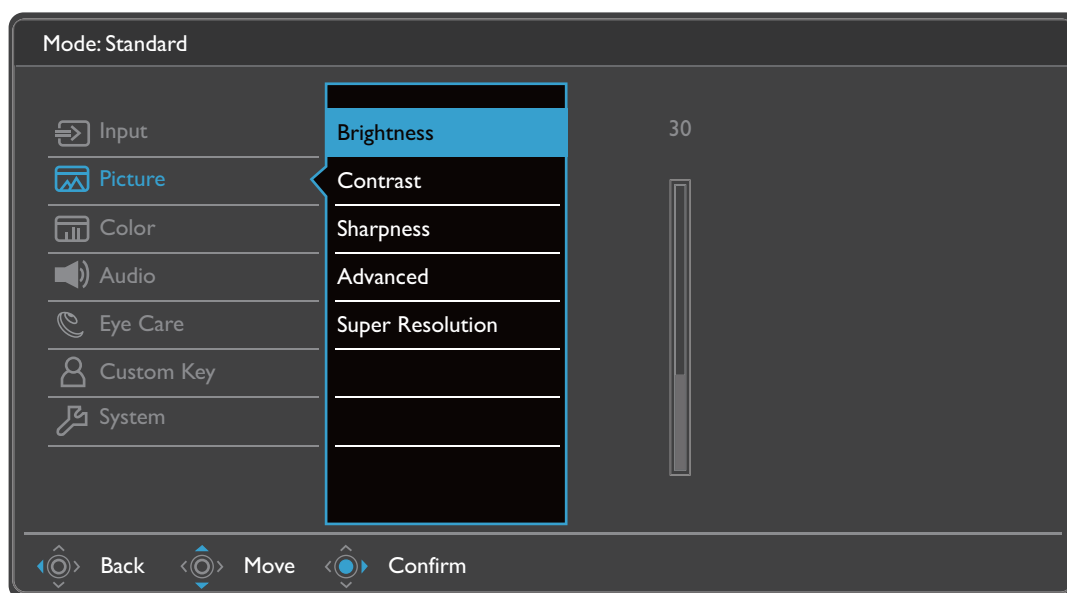 Mode: Standard
Input
Picture
Color
Audio
Eye Care
Custom Key
System
Brightness
Contrast
Sharpness
Advanced
Super Resolution
30
Back Move Confirm